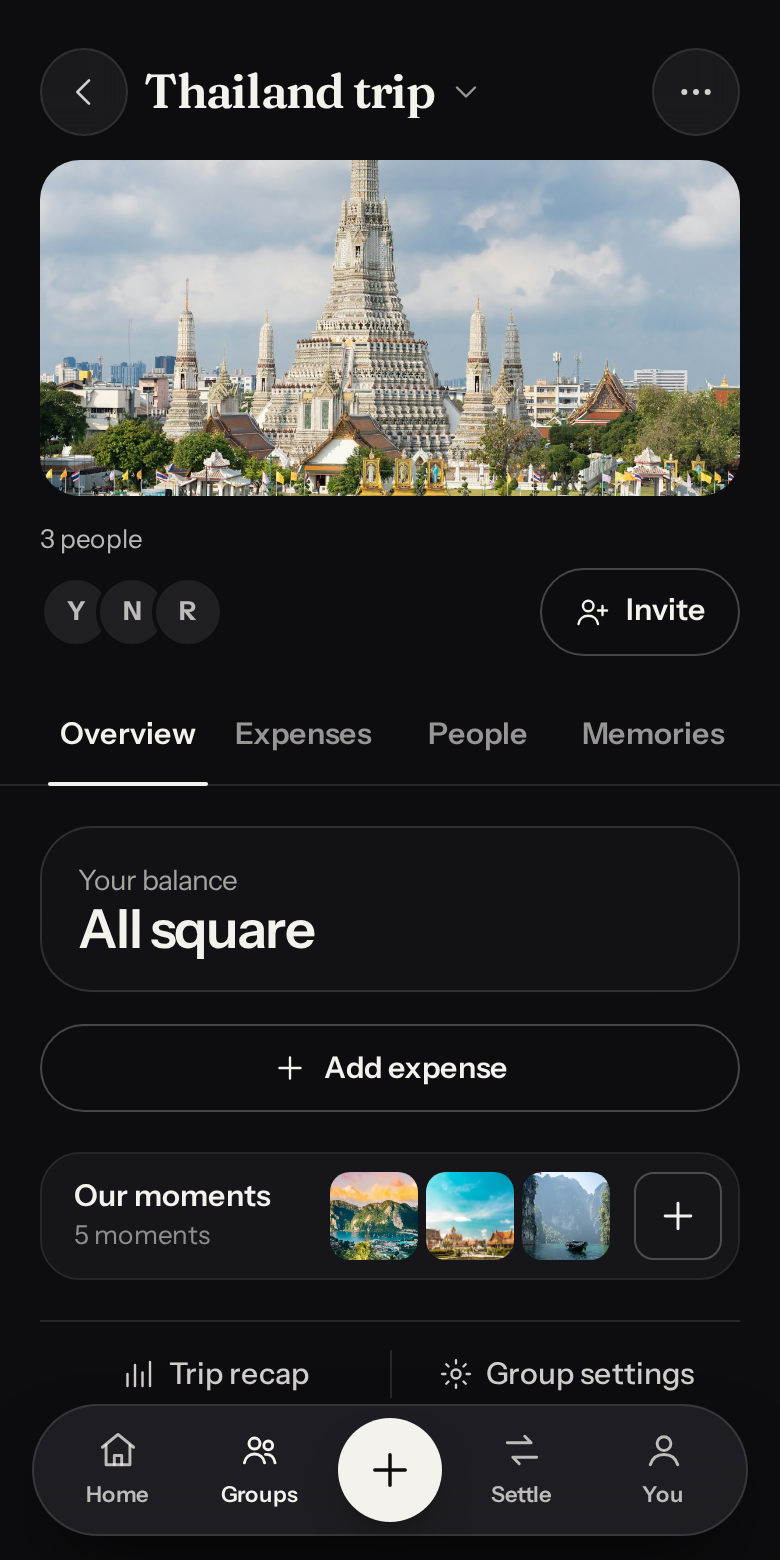 Thailand trip
3 people
Y N R
Invite
Overview Expenses People Memories
Your balance
All square
Add expense
Our moments
5 moments
Trip recap Group settings
Home Groups Settle You